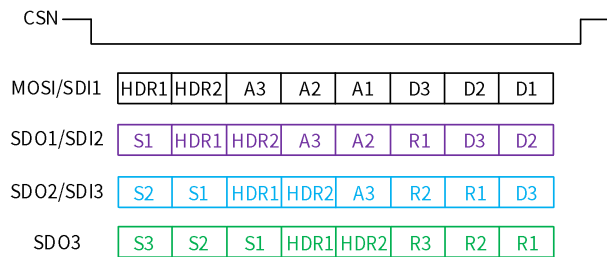 CSN
MOSI/SDI1 HDR1 HDR2 A3 A2 A1 D3 D2 D1
SDO1/SDI2 S1 HDR1 HDR2 A3 A2 R1 D3 D2
SDO2/SDI3 S2 S1 HDR1 HDR2 A3 R2 R1 D3
SDO3 S3 S2 S1 HDR1 HDR2 R3 R2 R1